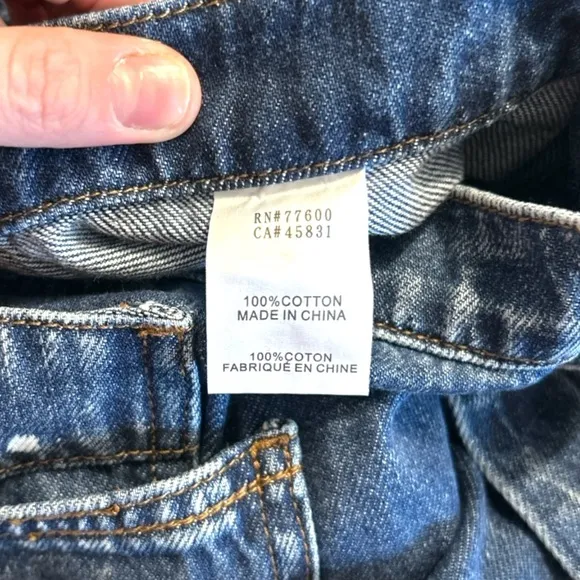 RN#77600
CA#45831
100%COTTON
MADE IN CHINA
100%COTON
FABRIQUÉ EN CHINE